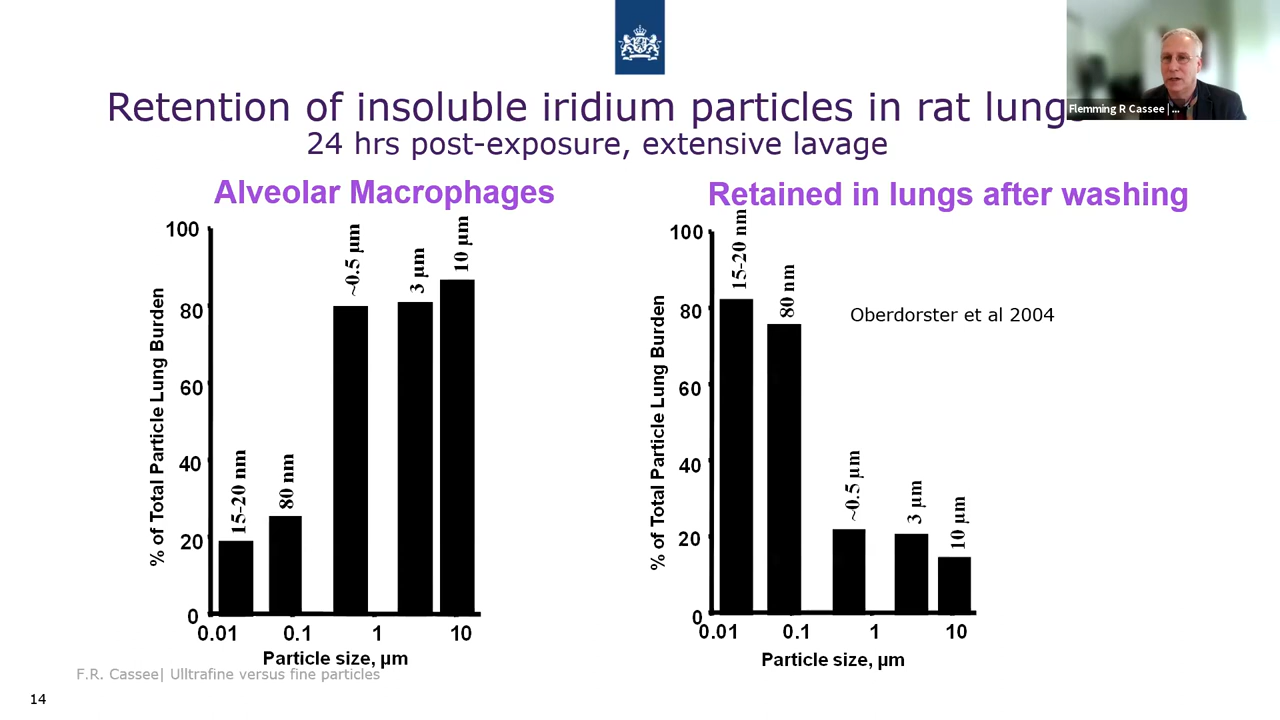 Retention of insoluble iridium particles in rat lung
24 hrs post-exposure, extensive lavage
Flemming R Cassee | ...
Alveolar Macrophages
% of Total Particle Lung Burden
100
80
60
40
20
0
15-20 nm
80 nm
~0.5 µm
3 µm
10 µm
0.01
0.1
1
10
Particle size, µm
Retained in lungs after washing
% of Total Particle Lung Burden
100
80
60
40
20
0
15-20 nm
80 nm
~0.5 µm
3 µm
10 µm
0.01
0.1
1
10
Particle size, µm
Oberdorster et al 2004
F.R. Cassee| Ulltrafine versus fine particles
14